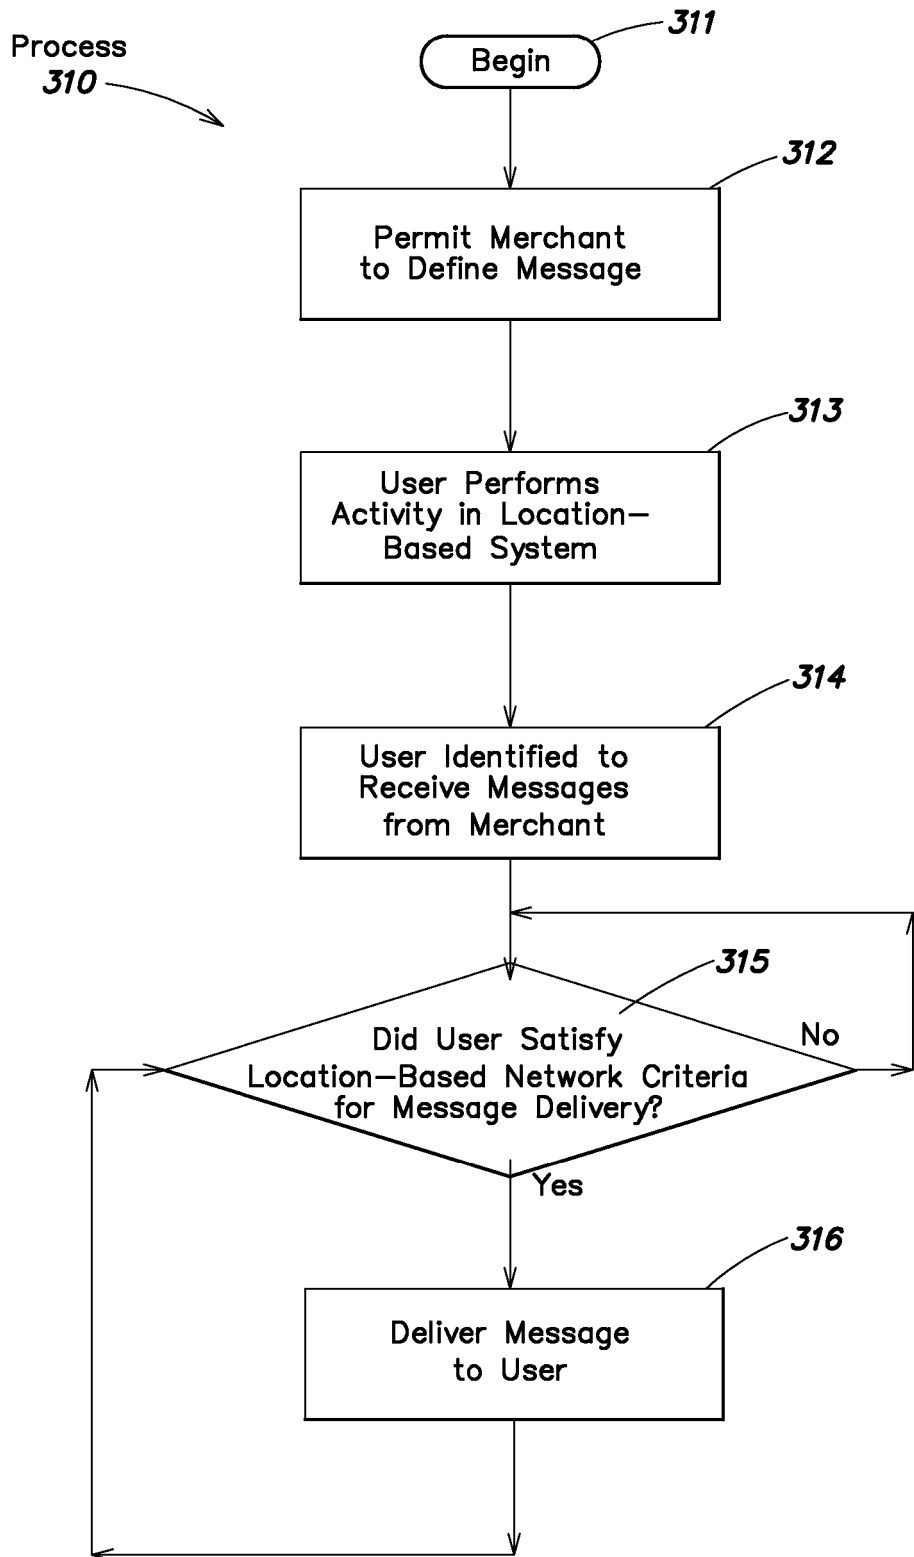 Process
310
Begin
311
Permit Merchant
to Define Message
312
User Performs
Activity in Location-
Based System
313
User Identified to
Receive Messages
from Merchant
314
Did User Satisfy
Location-Based Network Criteria
for Message Delivery?
315
No
Yes
Deliver Message
to User
316